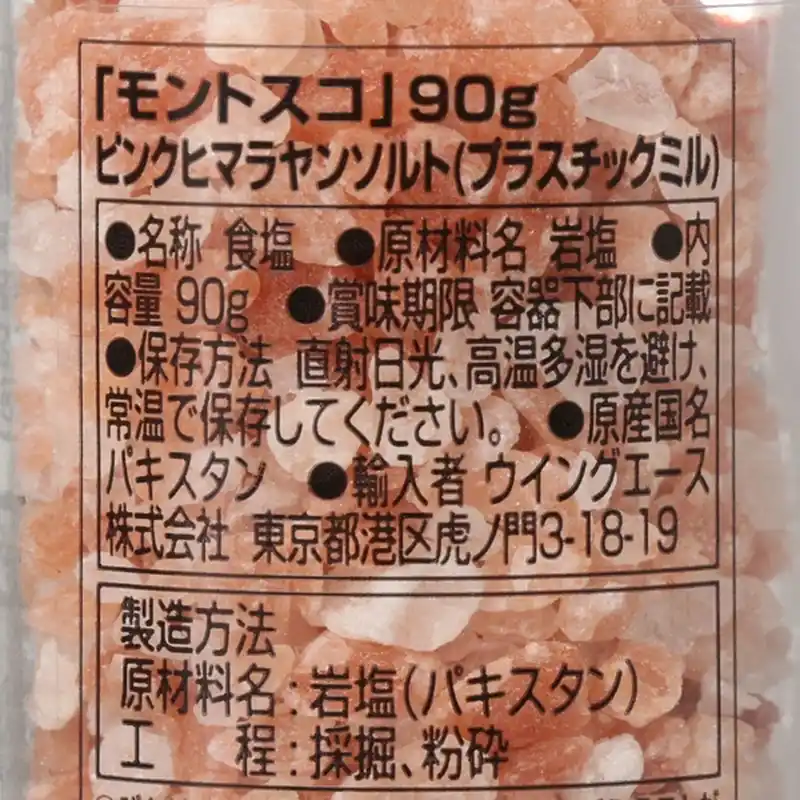 「モントスコ」90g
ピンクヒマラヤンソルト(プラスチックミル)
●名称 食塩 ●原材料名 岩塩 ●内
容量 90g ●賞味期限 容器下部に記載
●保存方法 直射日光、高温多湿を避け、
常温で保存してください。 ●原産国名
パキスタン ●輸入者 ウイングエース
株式会社 東京都港区虎ノ門3-18-19
製造方法
原材料名:岩塩(パキスタン)
工 程:採掘、粉砕